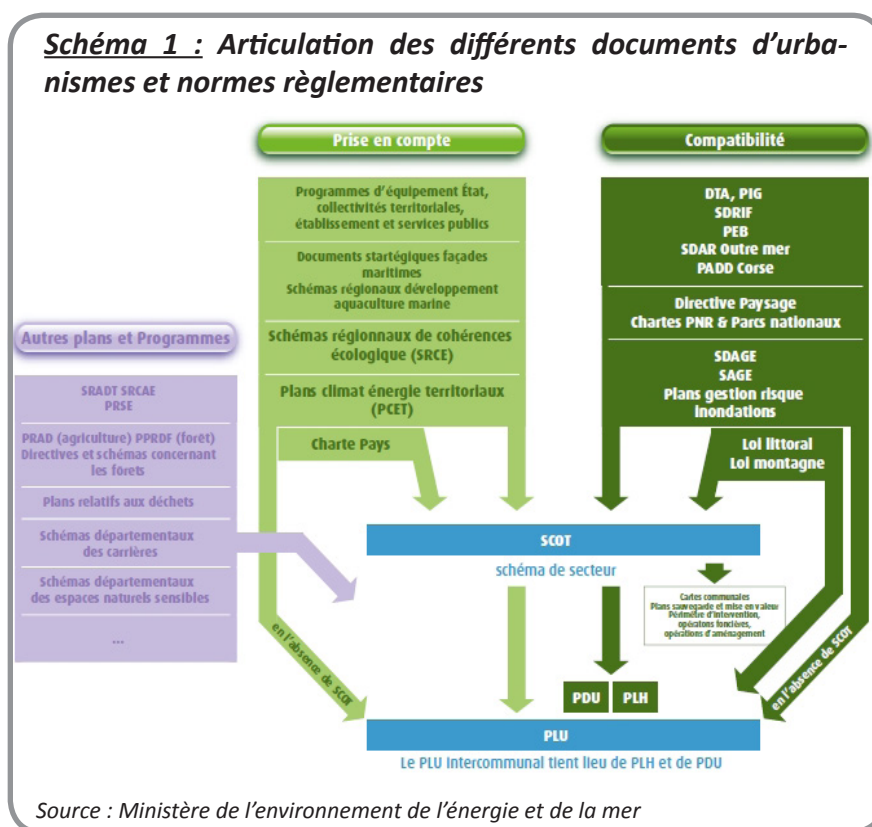 Schéma 1 : Articulation des différents documents d'urba-
nismes et normes règlementaires
Prise en compte
Programmes d'équipement État,
collectivités territoriales,
établissement et services publics
Documents startégiques façades
maritimes
Schémas régionaux développement
aquaculture marine
Schémas régionnaux de cohérences
écologique (SRCE)
Plans climat énergie territoriaux
(PCET)
Charte Pays
Compatibilité
DTA, PIG
SDRIF
PEB
SDAR Outre mer
PADD Corse
Directive Paysage
Chartes PNR & Parcs nationaux
SDAGE
SAGE
Plans gestion risque
Inondations
Loi littoral
Loi montagne
Autres plans et Programmes
SRADT SRCAE
PRSE
PRAD (agriculture) PPRDF (forêt)
Directives et schémas concernant
les forets
Plans relatifs aux déchets
Schémas départementaux
des carrières
Schémas départementaux
des espaces naturels sensibles
...
SCOT
schéma de secteur
Cartes communales
Plans sauvegarde et mise en valeur
Périmètre d'intervention,
opératons foncières,
opérations d'aménagement
en l'absence de SCOT
en l'absence de SCOT
PDU
PLH
PLU
Le PLU Intercommunal tient lieu de PLH et de PDU
Source : Ministère de l'environnement de l'énergie et de la mer